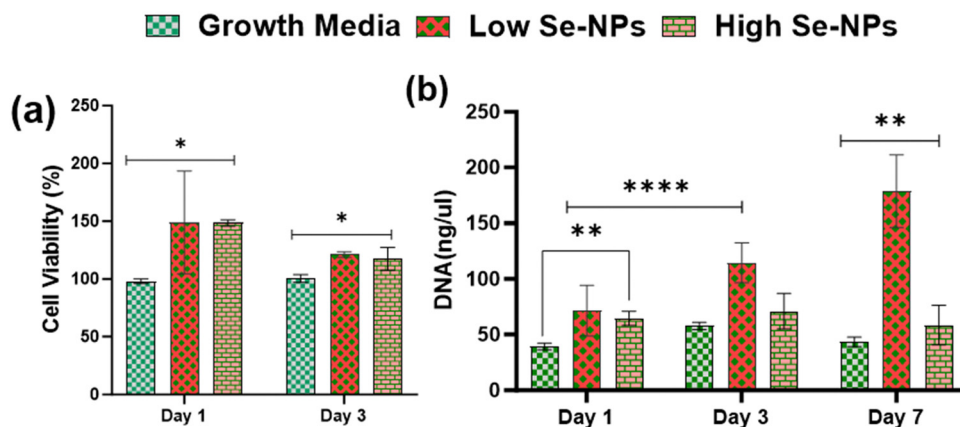 Growth Media Low Se-NPs High Se-NPs
(a)
Cell Viability (%)
250
200
150
100
50
0
*
*
Day 1 Day 3
(b)
DNA(ng/ul)
250
200
150
100
50
0
**
****
**
Day 1 Day 3 Day 7